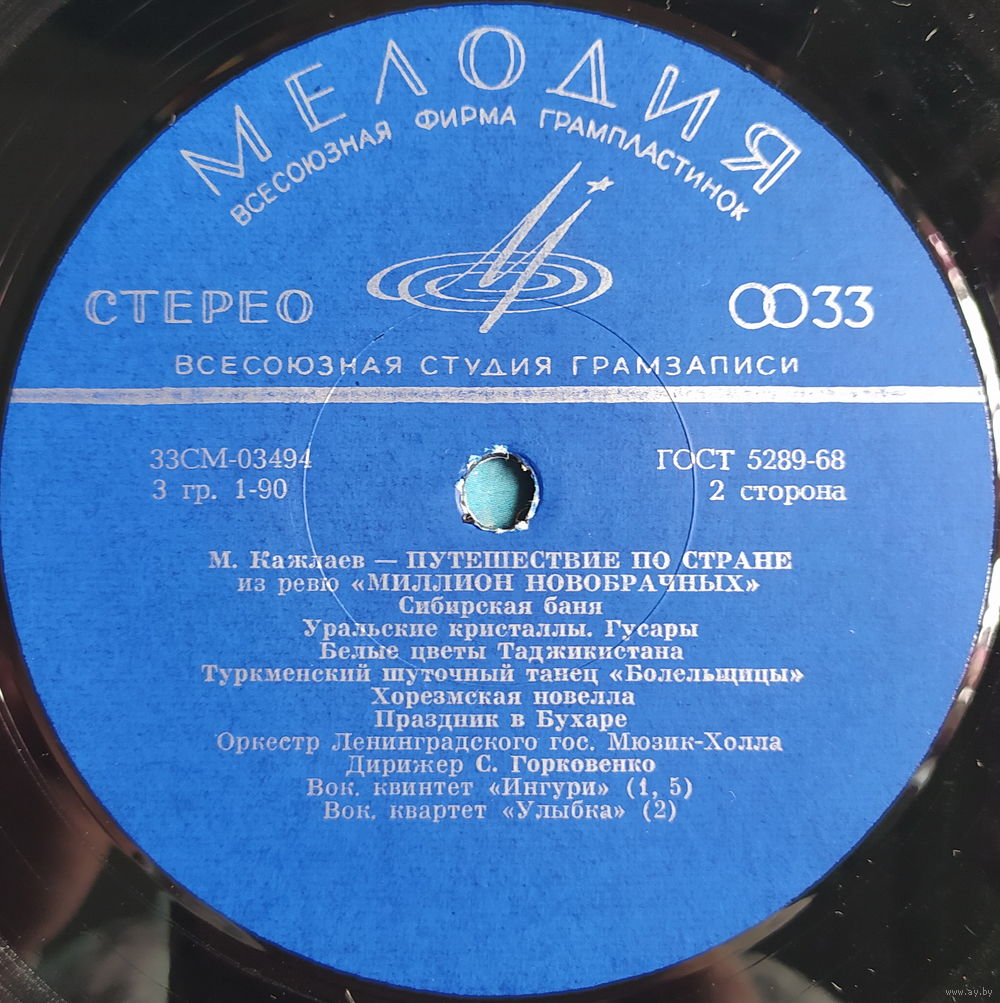 МЕЛОДИЯ
ВСЕСОЮЗНАЯ ФИРМА ГРАМПЛАСТИНОК
СТЕРЕО
33
ВСЕСОЮЗНАЯ СТУДИЯ ГРАМЗАПИСИ
33СМ-03494
ГОСТ 5289-68
3 гр. 1-90
2 сторона
М. Кажлаев — ПУТЕШЕСТВИЕ ПО СТРАНЕ
из ревю «МИЛЛИОН НОВОБРАЧНЫХ»
Сибирская баня
Уральские кристаллы. Гусары
Белые цветы Таджикистана
Туркменский шуточный танец «Болельщицы»
Хорезмская новелла
Праздник в Бухаре
Оркестр Ленинградского гос. Мюзик-Холла
Дирижер С. Горковенко
Вок. квинтет «Ингури» (1, 5)
Вок. квартет «Улыбка» (2)
www.ay.by